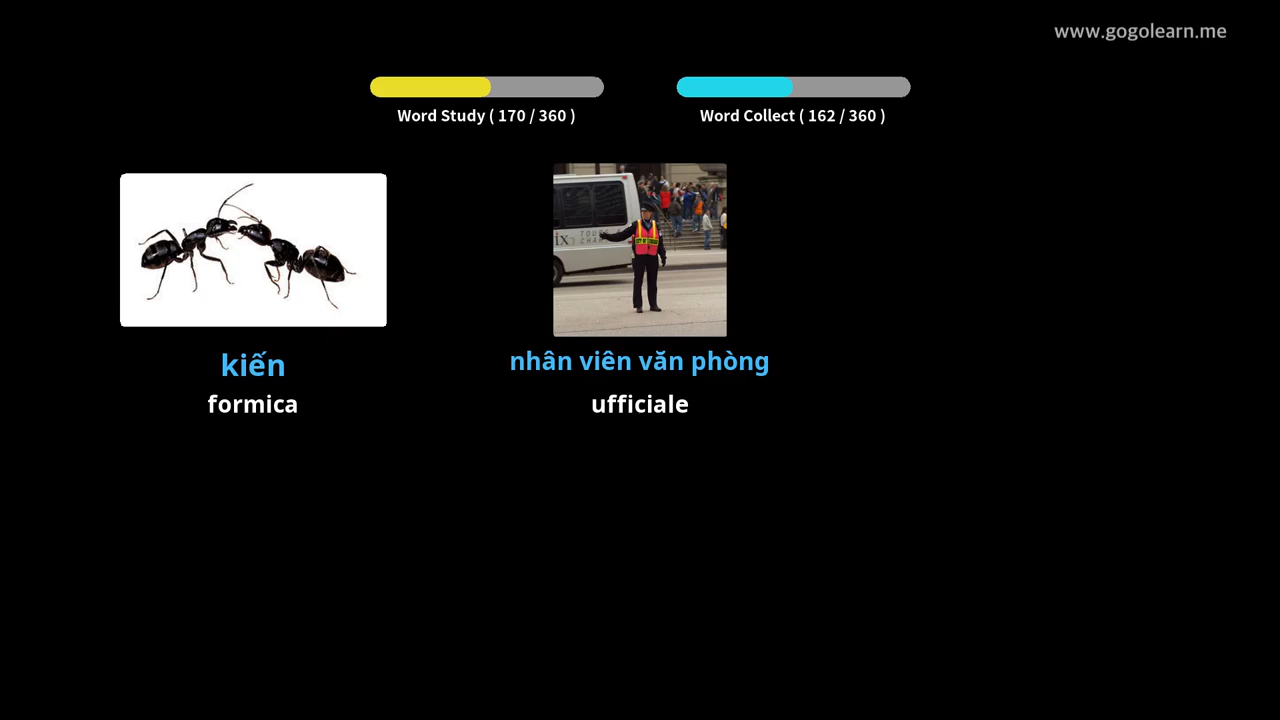 www.gogolearn.me
Word Study ( 170 / 360 )
Word Collect ( 162 / 360 )
kiến
formica
nhân viên văn phòng
ufficiale